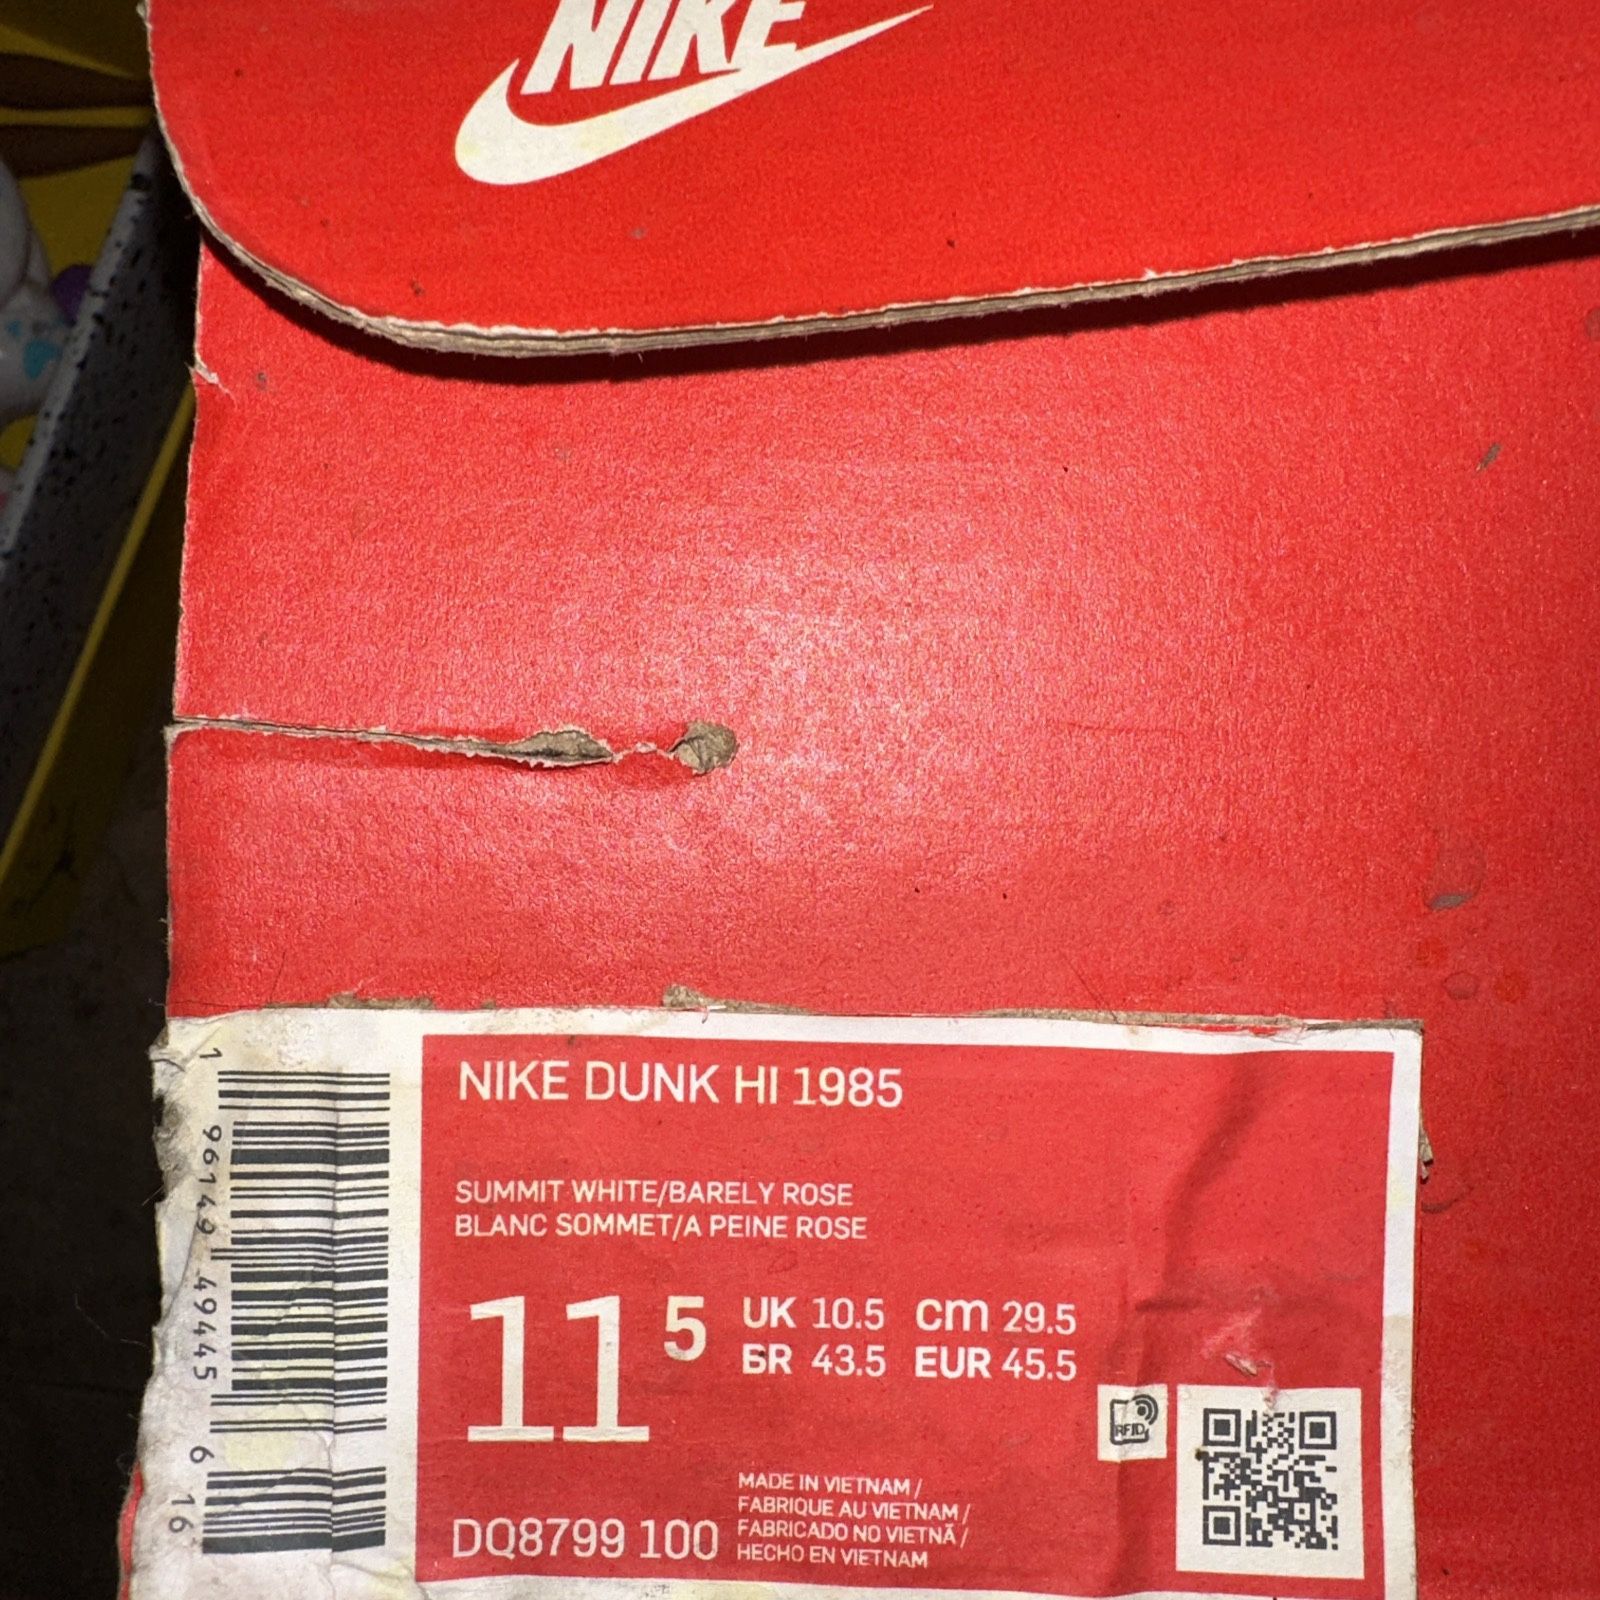 NIKE
NIKE DUNK HI 1985
SUMMIT WHITE/BARELY ROSE
BLANC SOMMET/A PEINE ROSE
11 5
UK 10.5 cm 29.5
BR 43.5 EUR 45.5
RFID
MADE IN VIETNAM /
FABRIQUE AU VIETNAM /
FABRICADO NO VIETNÃ /
HECHO EN VIETNAM
DQ8799 100
1 96149 49445 6 16